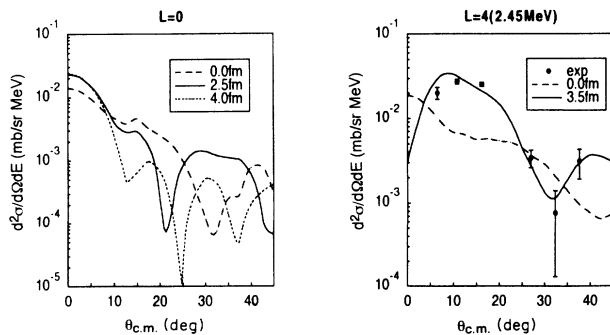 L=0
d²σ/dΩdE (mb/sr MeV)
10⁻¹
10⁻²
10⁻³
10⁻⁴
10⁻⁵
0.0fm
2.5fm
4.0fm
0 10 20 30 40
θc.m. (deg)
L=4(2.45MeV)
d²σ/dΩdE (mb/sr MeV)
10⁻¹
10⁻²
10⁻³
10⁻⁴
exp
0.0fm
3.5fm
0 10 20 30 40
θc.m. (deg)